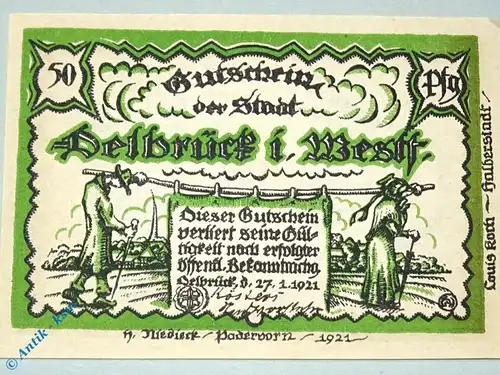 50
Pfg
Gutschein
der Stadt
Delbrück i. Westf.
Dieser Gutschein
verliert seine Gül-
tigkeit nach erfolgter
öffentl. Bekanntmachg
Delbrück, d. 27.1.1921
Louis Koch - Halberstadt
H. Niedieck - Paderborn - 1921 -
© Antik-